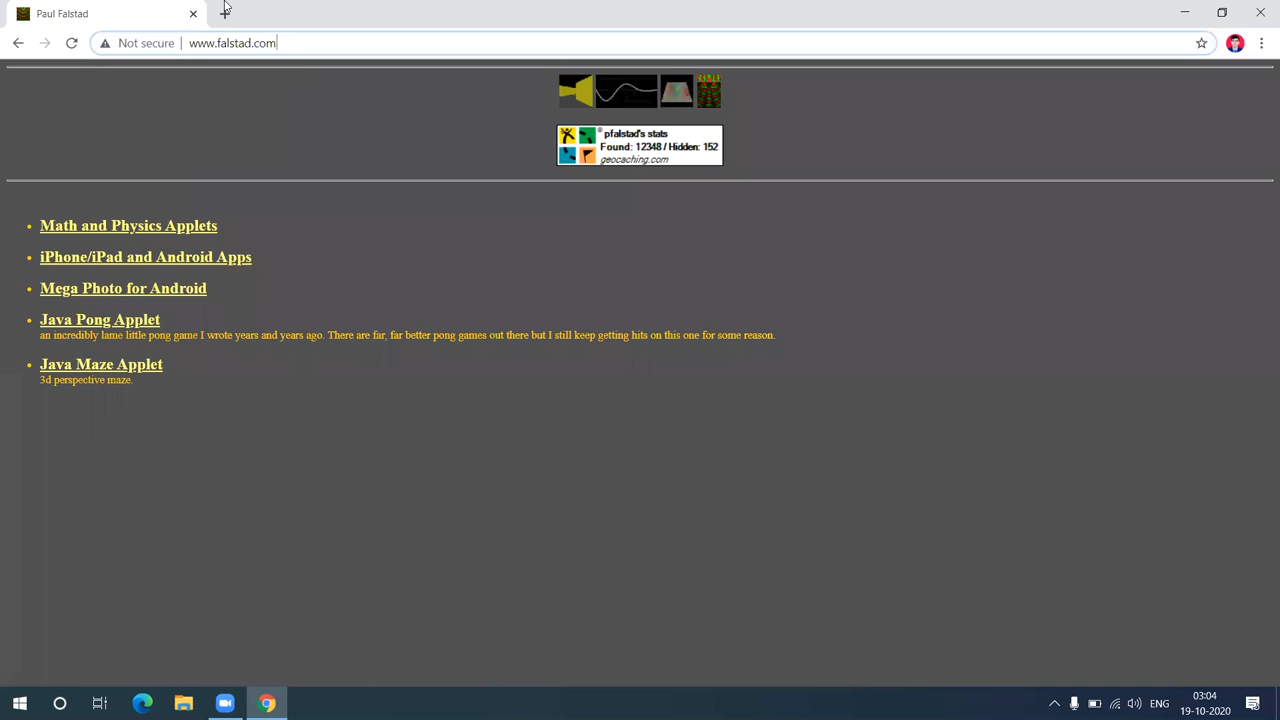 Paul Falstad
Not secure | www.falstad.com
pfalstad's stats
Found: 12348 / Hidden: 152
geocaching.com
• Math and Physics Applets
• iPhone/iPad and Android Apps
• Mega Photo for Android
• Java Pong Applet
an incredibly lame little pong game I wrote years and years ago. There are far, far better pong games out there but I still keep getting hits on this one for some reason.
• Java Maze Applet
3d perspective maze.
ENG
03:04
19-10-2020